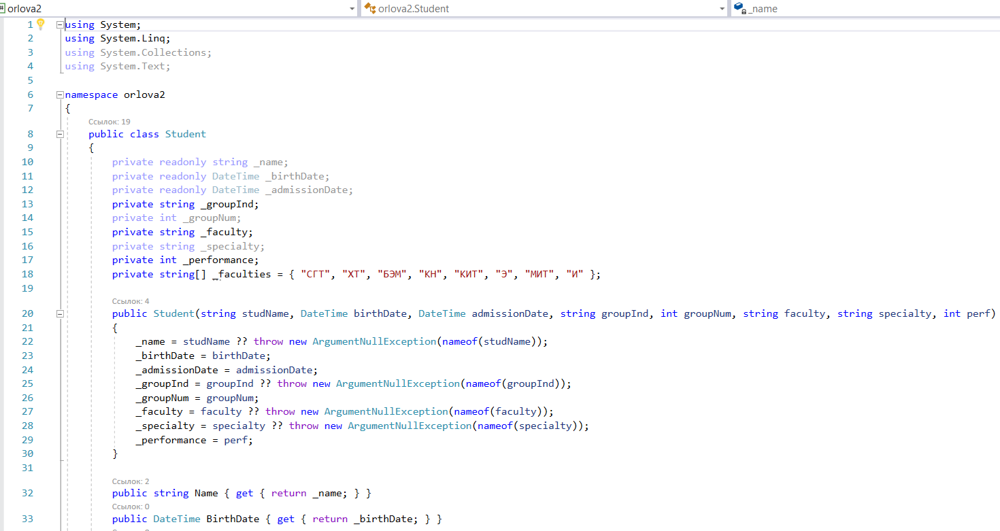 orlova2 orlova2.Student _name
1 using System;
2 using System.Linq;
3 using System.Collections;
4 using System.Text;
5
6 namespace orlova2
7 {
Ссылок: 19
8 public class Student
9 {
10 private readonly string _name;
11 private readonly DateTime _birthDate;
12 private readonly DateTime _admissionDate;
13 private string _groupInd;
14 private int _groupNum;
15 private string _faculty;
16 private string _specialty;
17 private int _performance;
18 private string[] _faculties = { "СГТ", "ХТ", "БЭМ", "КН", "КИТ", "Э", "МИТ", "И" };
19
Ссылок: 4
20 public Student(string studName, DateTime birthDate, DateTime admissionDate, string groupInd, int groupNum, string faculty, string specialty, int perf)
21 {
22 _name = studName ?? throw new ArgumentNullException(nameof(studName));
23 _birthDate = birthDate;
24 _admissionDate = admissionDate;
25 _groupInd = groupInd ?? throw new ArgumentNullException(nameof(groupInd));
26 _groupNum = groupNum;
27 _faculty = faculty ?? throw new ArgumentNullException(nameof(faculty));
28 _specialty = specialty ?? throw new ArgumentNullException(nameof(specialty));
29 _performance = perf;
30 }
31
Ссылок: 2
32 public string Name { get { return _name; } }
Ссылок: 0
33 public DateTime BirthDate { get { return _birthDate; } }